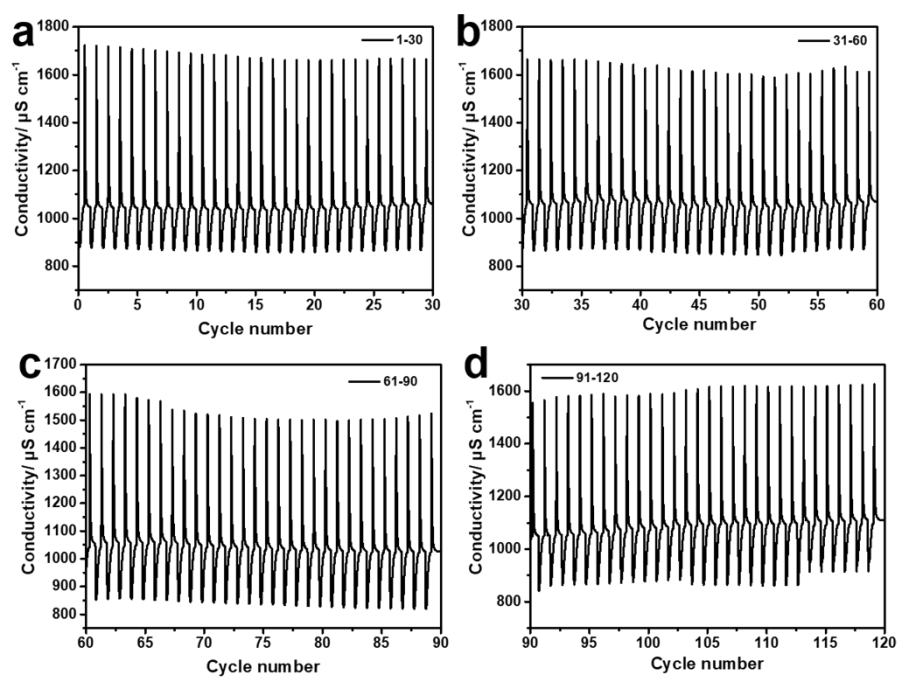 a
1-30
Conductivity/ μS cm-1
1800
1600
1400
1200
1000
800
0 5 10 15 20 25 30
Cycle number
b
31-60
Conductivity/ μS cm-1
1800
1600
1400
1200
1000
800
30 35 40 45 50 55 60
Cycle number
c
61-90
Conductivity/ μS cm-1
1700
1600
1500
1400
1300
1200
1100
1000
900
800
60 65 70 75 80 85 90
Cycle number
d
91-120
Conductivity/ μS cm-1
1600
1400
1200
1000
800
90 95 100 105 110 115 120
Cycle number